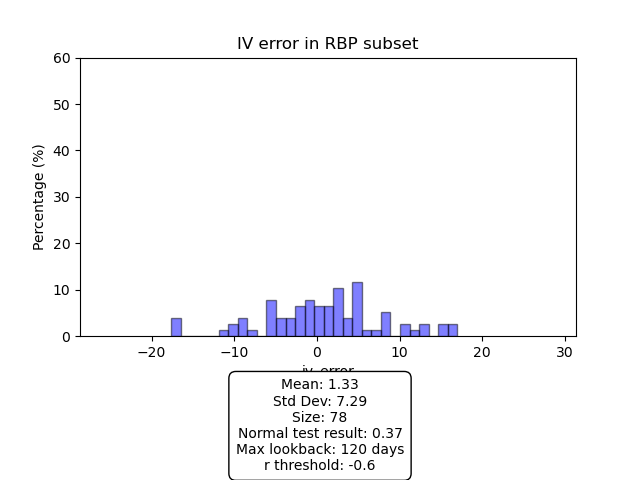 IV error in RBP subset
60
50
40
30
20
10
0
Percentage (%)
−20 −10 0 10 20 30
iv_error
Mean: 1.33
Std Dev: 7.29
Size: 78
Normal test result: 0.37
Max lookback: 120 days
r threshold: -0.6